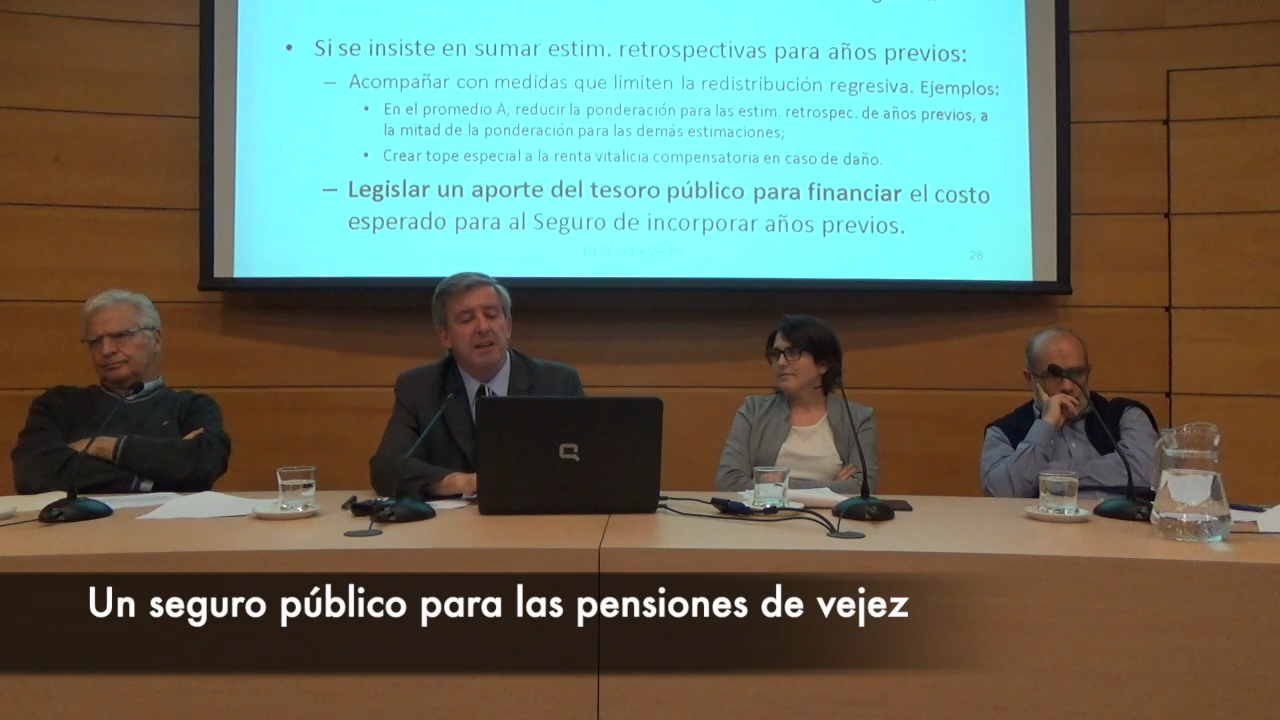 • Si se insiste en sumar estim. retrospectivas para años previos:
– Acompañar con medidas que limiten la redistribución regresiva. Ejemplos:
• En el promedio A, reducir la ponderación para las estim. retrospec. de años previos, a
la mitad de la ponderación para las demás estimaciones;
• Crear tope especial a la renta vitalicia compensatoria en caso de daño.
– Legislar un aporte del tesoro público para financiar el costo
esperado para al Seguro de incorporar años previos.
(c) Salvador Valdés
28
Un seguro público para las pensiones de vejez